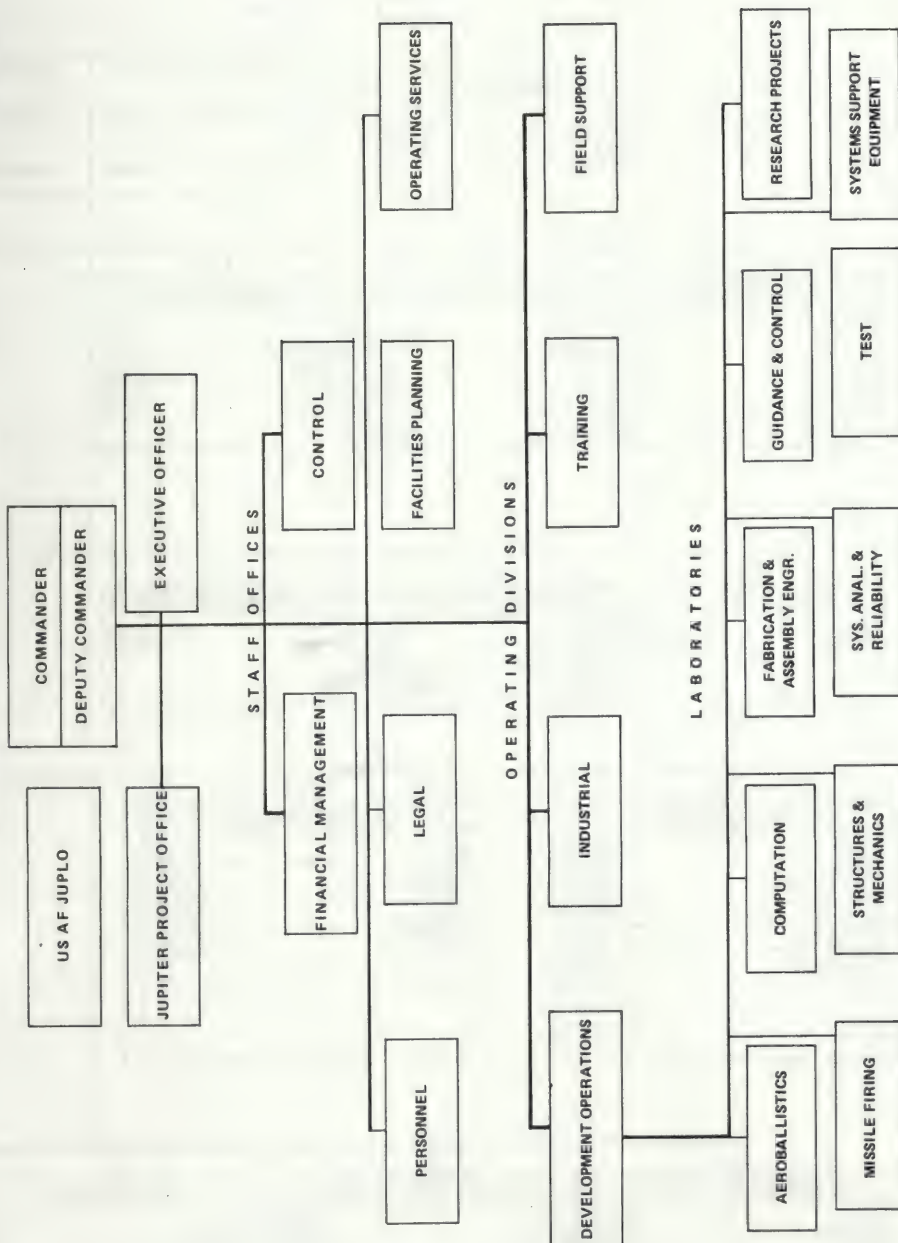 COMMANDER
DEPUTY COMMANDER
US AF JUPLO
EXECUTIVE OFFICER
JUPITER PROJECT OFFICE
STAFF OFFICES
FINANCIAL MANAGEMENT
CONTROL
PERSONNEL
LEGAL
FACILITIES PLANNING
OPERATING SERVICES
OPERATING DIVISIONS
DEVELOPMENT OPERATIONS
INDUSTRIAL
TRAINING
FIELD SUPPORT
LABORATORIES
AEROBALLISTICS
COMPUTATION
FABRICATION &
ASSEMBLY ENGR.
GUIDANCE & CONTROL
RESEARCH PROJECTS
MISSILE FIRING
STRUCTURES &
MECHANICS
SYS. ANAL. &
RELIABILITY
TEST
SYSTEMS SUPPORT
EQUIPMENT